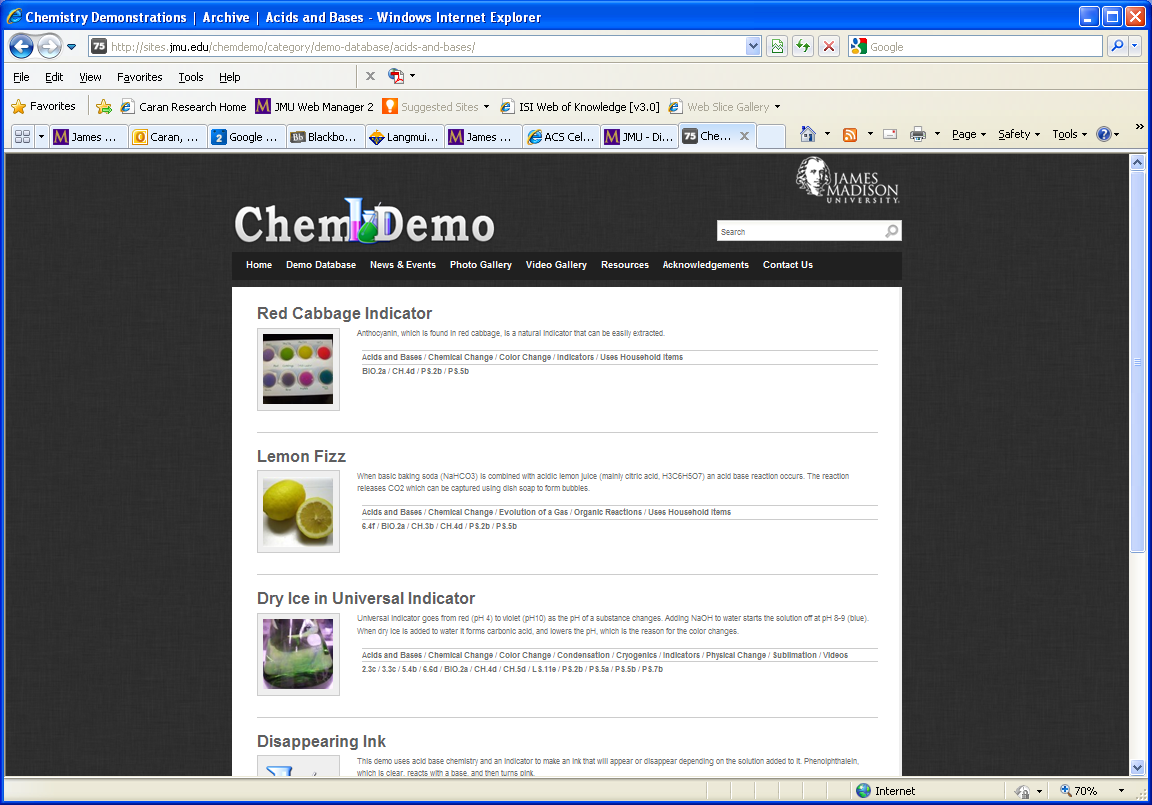 Chemistry Demonstrations | Archive | Acids and Bases - Windows Internet Explorer
75 http://sites.jmu.edu/chemdemo/category/demo-database/acids-and-bases/ Google
File Edit View Favorites Tools Help
Favorites Caran Research Home JMU Web Manager 2 Suggested Sites ISI Web of Knowledge [v3.0] Web Slice Gallery »
James ... Caran, ... 2 Google ... Bb Blackbo... Langmui... James ... ACS Cel... JMU - Di... 75 Che... Page Safety Tools
JAMES
MADISON
UNIVERSITY.
ChemDemo
Search
Home Demo Database News & Events Photo Gallery Video Gallery Resources Acknowledgements Contact Us
Red Cabbage Indicator
Anthocyanin, which is found in red cabbage, is a natural indicator that can be easily extracted.
Acids and Bases / Chemical Change / Color Change / Indicators / Uses Household Items
BIO.2a / CH.4d / PS.2b / PS.5b
Lemon Fizz
When basic baking soda (NaHCO3) is combined with acidic lemon juice (mainly citric acid, H3C6H5O7) an acid base reaction occurs. The reaction
releases CO2 which can be captured using dish soap to form bubbles.
Acids and Bases / Chemical Change / Evolution of a Gas / Organic Reactions / Uses Household Items
6.4f / BIO.2a / CH.3b / CH.4d / PS.2b / PS.5b
Dry Ice in Universal Indicator
Universal indicator goes from red (pH 4) to violet (pH10) as the pH of a substance changes. Adding NaOH to water starts the solution off at pH 8-9 (blue).
When dry ice is added to water it forms carbonic acid, and lowers the pH, which is the reason for the color changes.
Acids and Bases / Chemical Change / Color Change / Condensation / Cryogenics / Indicators / Physical Change / Sublimation / Videos
2.3c / 3.3c / 5.4b / 6.6d / BIO.2a / CH.4d / CH.5d / LS.11e / PS.2b / PS.5a / PS.5b / PS.7b
Disappearing Ink
This demo uses acid base chemistry and an indicator to make an ink that will appear or disappear depending on the solution added to it. Phenolphthalein,
which is clear, reacts with a base, and then turns pink.
Internet 70%